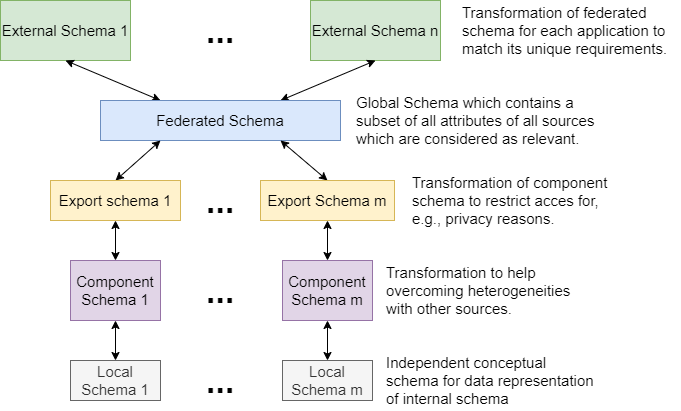 External Schema 1
...
External Schema n
Transformation of federated
schema for each application to
match its unique requirements.
Federated Schema
Global Schema which contains a
subset of all attributes of all sources
which are considered as relevant.
Export schema 1
...
Export Schema m
Transformation of component
schema to restrict acces for,
e.g., privacy reasons.
Component
Schema 1
...
Component
Schema m
Transformation to help
overcoming heterogeneities
with other sources.
Local
Schema 1
...
Local
Schema m
Independent conceptual
schema for data representation
of internal schema